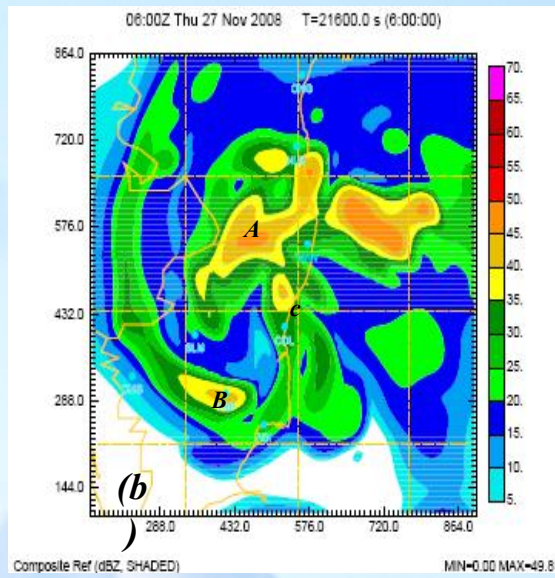 06:00Z Thu 27 Nov 2008 T=21600.0 s (6:00:00)
864.0
720.0
576.0
432.0
288.0
144.0
288.0 432.0 576.0 720.0 864.0
70.
65.
60.
55.
50.
45.
40.
35.
30.
25.
20.
15.
10.
5.
A
c
CDL
B
(b
)
Composite Ref (dBZ, SHADED)
MIN=0.00 MAX=49.8